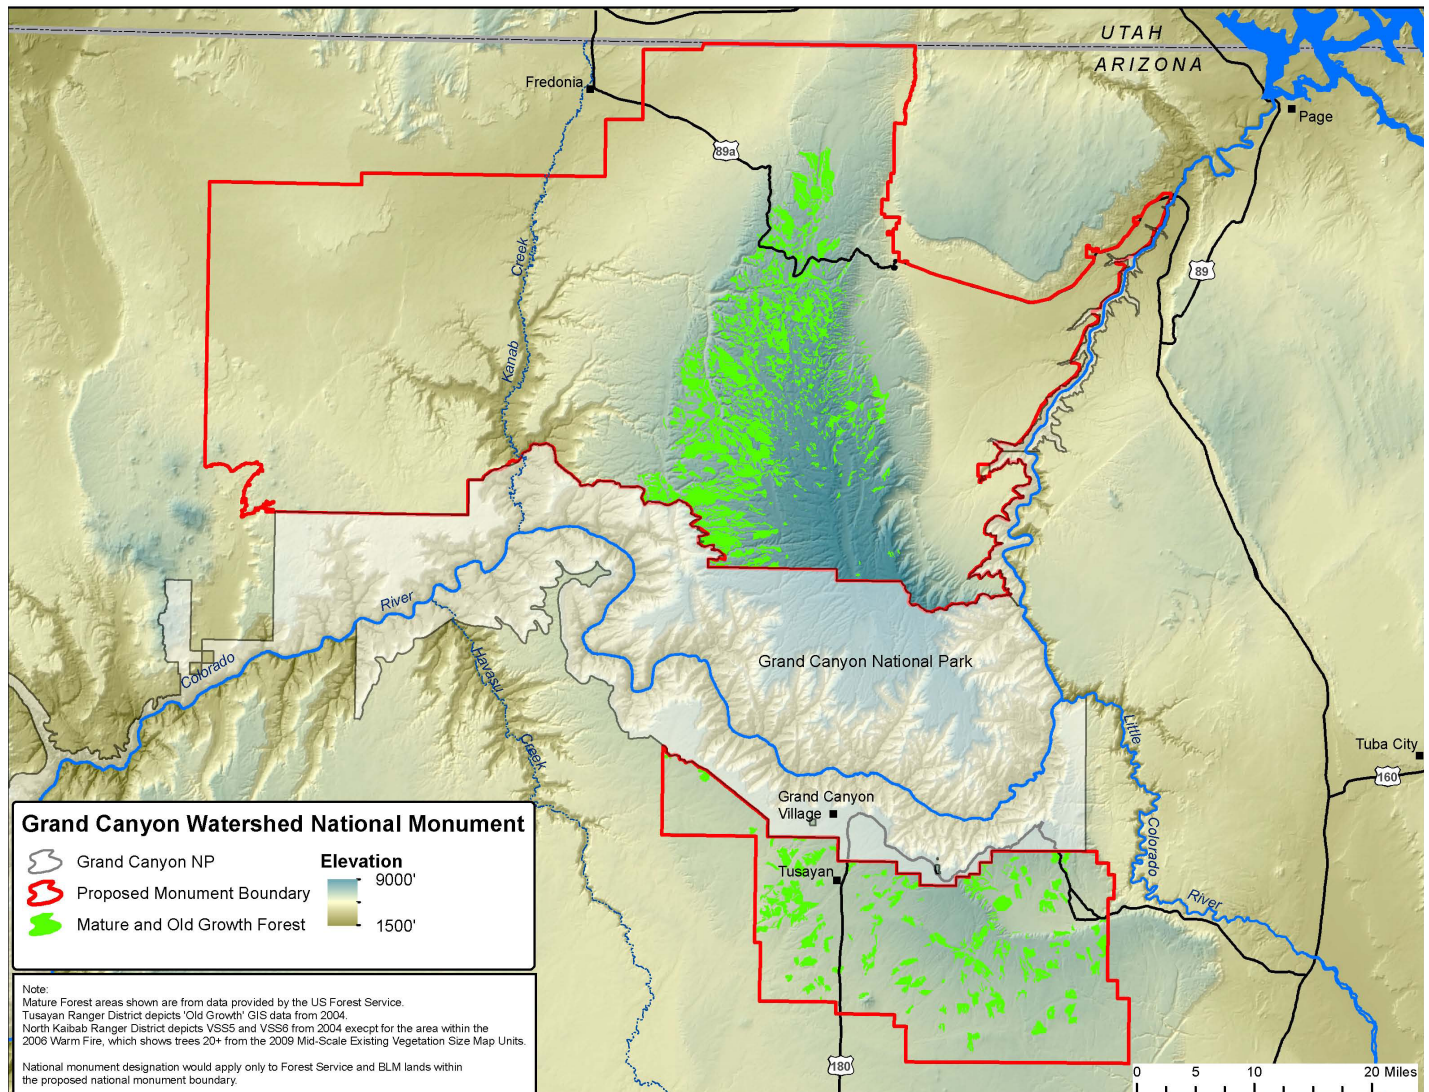 UTAH
ARIZONA
Fredonia
Page
89a
89
Kanab
Creek
River
Colorado
Havasu
Creek
Grand Canyon National Park
Little
Colorado
River
Tuba City
160
Grand Canyon
Village
Tusayan
180
Grand Canyon Watershed National Monument
Grand Canyon NP
Proposed Monument Boundary
Mature and Old Growth Forest
Elevation
9000'
1500'
Note:
Mature Forest areas shown are from data provided by the US Forest Service.
Tusayan Ranger District depicts 'Old Growth' GIS data from 2004.
North Kaibab Ranger District depicts VSS5 and VSS6 from 2004 execpt for the area within the
2006 Warm Fire, which shows trees 20+ from the 2009 Mid-Scale Existing Vegetation Size Map Units.
National monument designation would apply only to Forest Service and BLM lands within
the proposed national monument boundary.
0 5 10 20 Miles